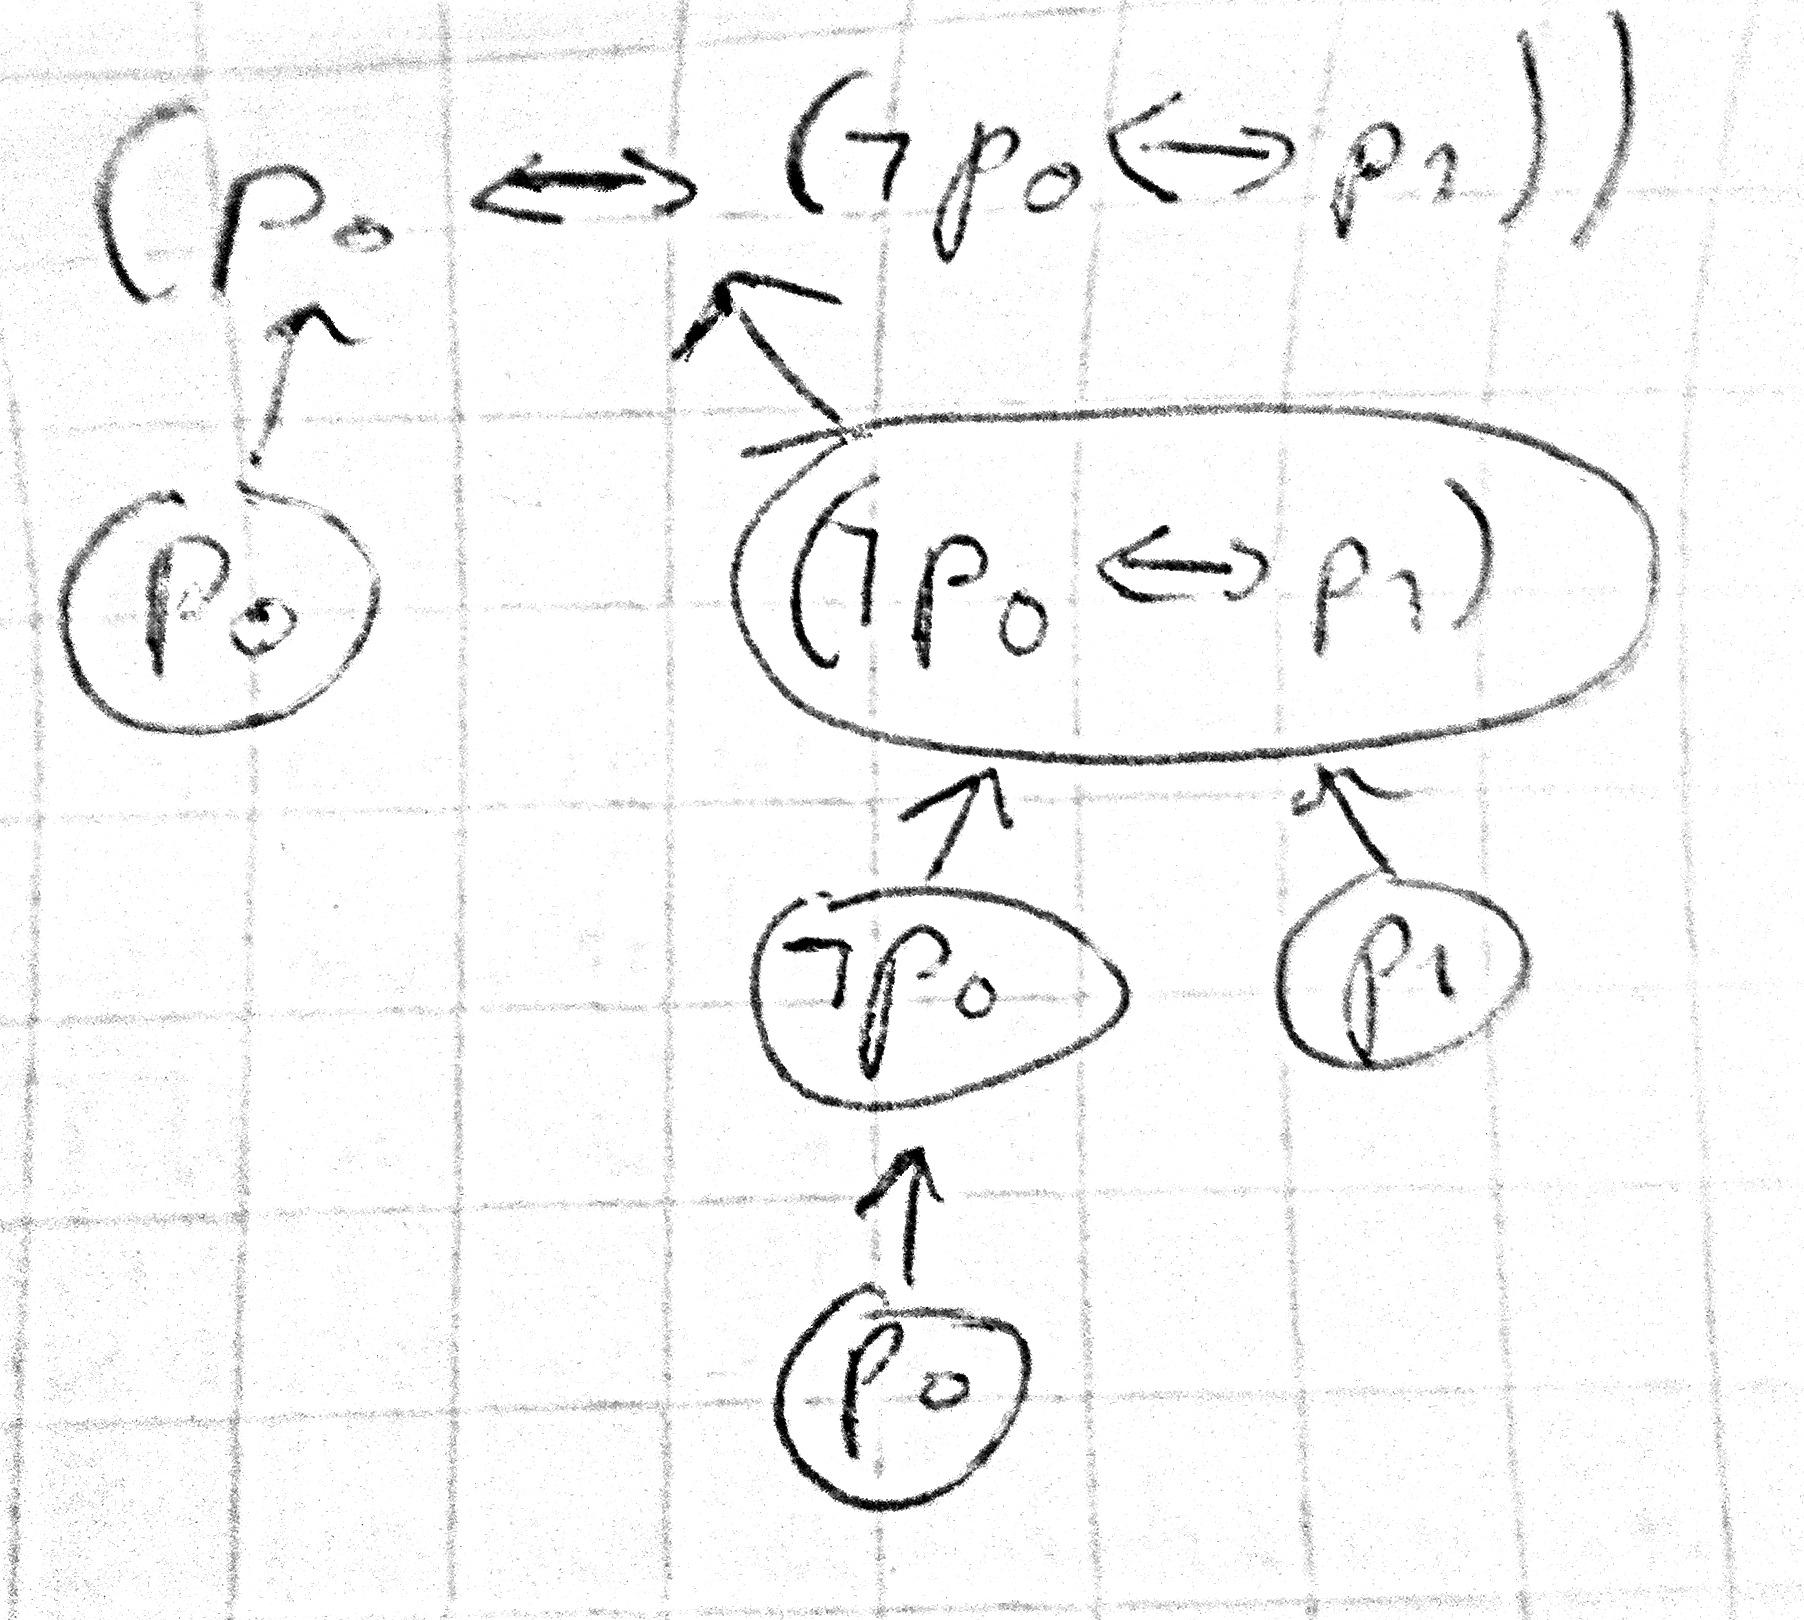 (p₀ ↔ (¬p₀ ↔ p₁))
p₀ (¬p₀ ↔ p₁)
¬p₀ p₁
p₀